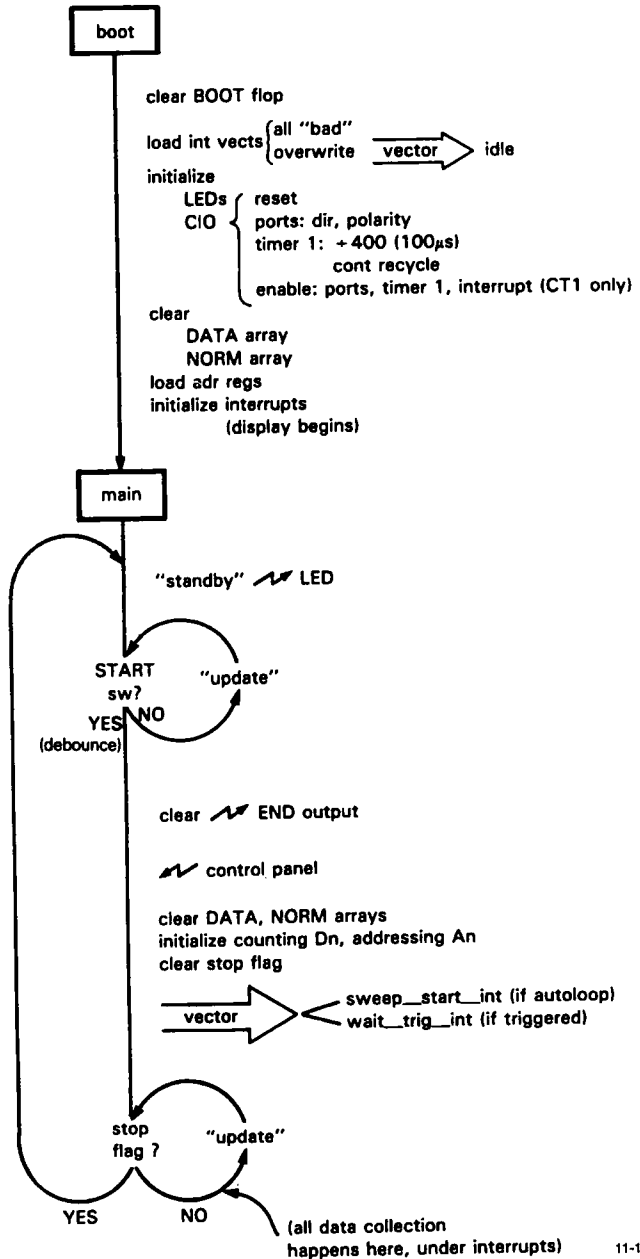 boot
clear BOOT flop
load int vects { all "bad"
overwrite vector idle
initialize
LEDs { reset
CIO ports: dir, polarity
timer 1: ÷400 (100μs)
cont recycle
enable: ports, timer 1, interrupt (CT1 only)
clear
DATA array
NORM array
load adr regs
initialize interrupts
(display begins)
main
"standby" LED
START
sw?
"update"
YES NO
(debounce)
clear END output
control panel
clear DATA, NORM arrays
initialize counting Dn, addressing An
clear stop flag
vector
sweep__start__int (if autoloop)
wait__trig__int (if triggered)
stop
flag ?
"update"
YES NO
(all data collection
happens here, under interrupts)
11-1